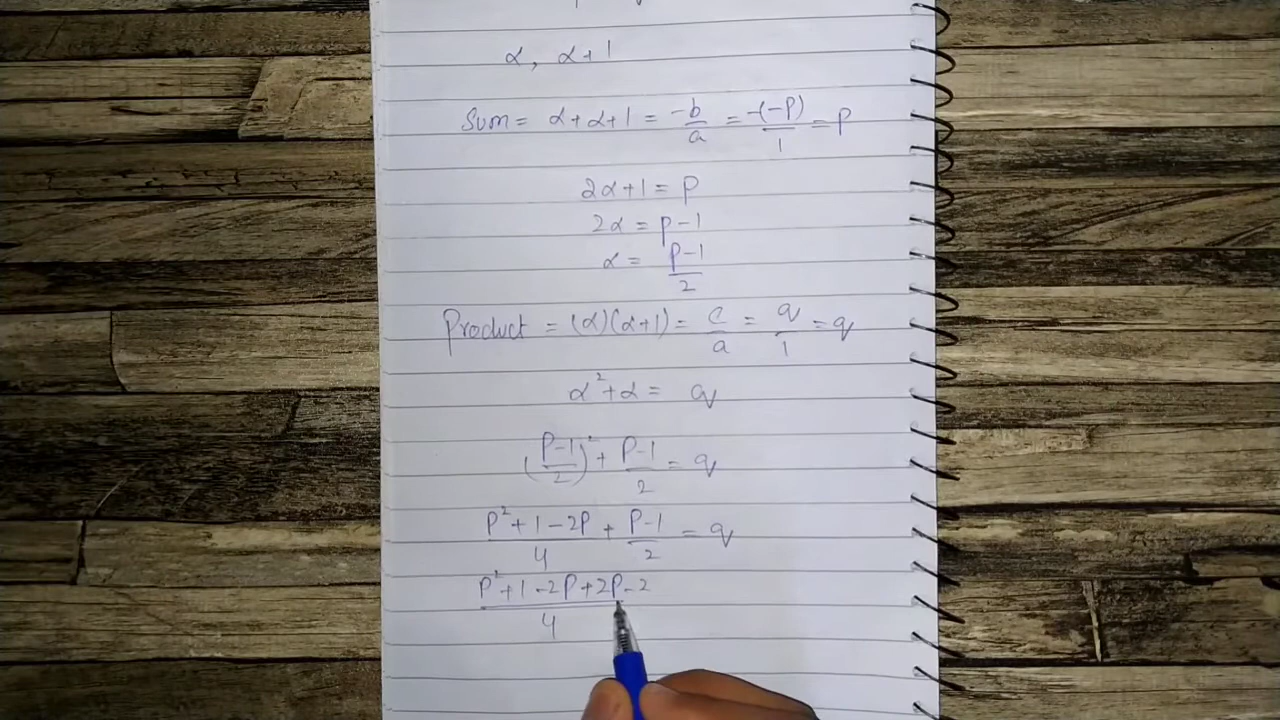 α, α+1
Sum = α+α+1 = -b/a = -(-P)/1 = P
2α+1 = P
2α = P-1
α = P-1/2
Product = (α)(α+1) = c/a = q/1 = q
α²+α = q
(P-1/2)² + P-1/2 = q
P²+1-2P/4 + P-1/2 = q
P²+1-2P+2P-2/4